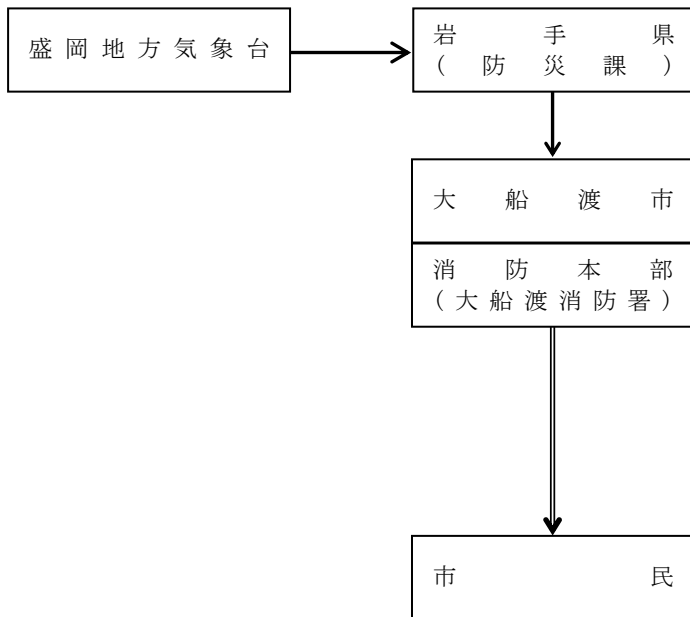 盛岡地方気象台
岩手県
(防災課)
大船渡市
消防本部
(大船渡消防署)
市民